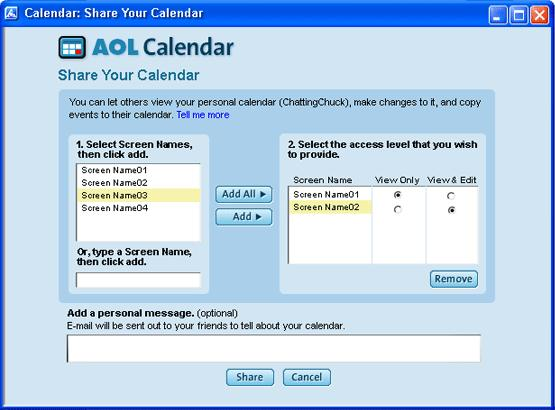 Calendar: Share Your Calendar
AOL Calendar
Share Your Calendar
You can let others view your personal calendar (ChattingChuck), make changes to it, and copy
events to their calendar. Tell me more
1. Select Screen Names,
then click add.
Screen Name01
Screen Name02
Screen Name03
Screen Name04
Or, type a Screen Name,
then click add.
Add All
Add
2. Select the access level that you wish
to provide.
Screen Name View Only View & Edit
Screen Name01
Screen Name02
Remove
Add a personal message. (optional)
E-mail will be sent out to your friends to tell about your calendar.
Share Cancel